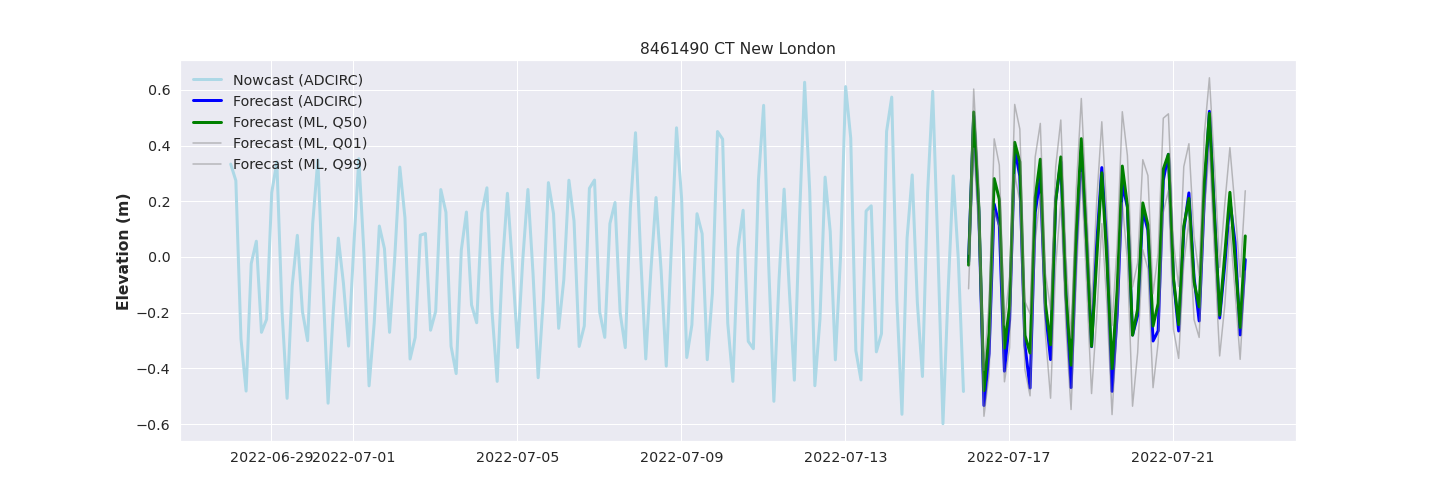 8461490 CT New London
Nowcast (ADCIRC)
Forecast (ADCIRC)
Forecast (ML, Q50)
Forecast (ML, Q01)
Forecast (ML, Q99)
Elevation (m)
0.6
0.4
0.2
0.0
−0.2
−0.4
−0.6
2022-06-29 2022-07-01 2022-07-05 2022-07-09 2022-07-13 2022-07-17 2022-07-21